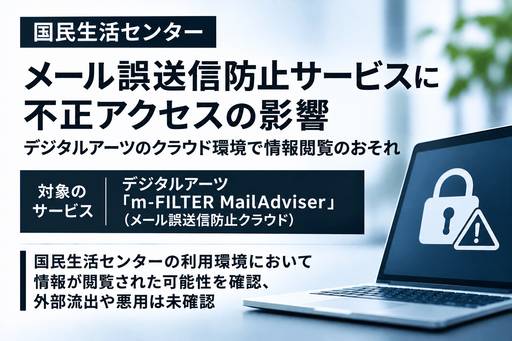 国民生活センター
メール誤送信防止サービスに
不正アクセスの影響
デジタルアーツのクラウド環境で情報閲覧のおそれ
対象の
サービス
デジタルアーツ
「m-FILTER MailAdviser」
(メール誤送信防止クラウド)
国民生活センターの利用環境において
情報が閲覧された可能性を確認、
外部流出や悪用は未確認